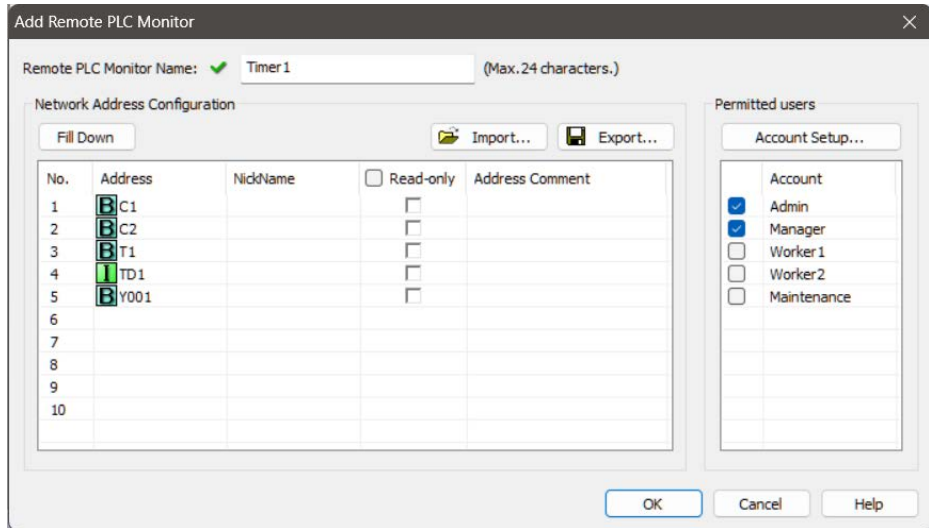 Add Remote PLC Monitor
Remote PLC Monitor Name: Timer1 (Max.24 characters.)
Network Address Configuration
Fill Down Import... Export...
No. Address NickName Read-only Address Comment
1 B C1
2 B C2
3 B T1
4 I TD1
5 B Y001
6
7
8
9
10
Permitted users
Account Setup...
Account
Admin
Manager
Worker1
Worker2
Maintenance
OK Cancel Help